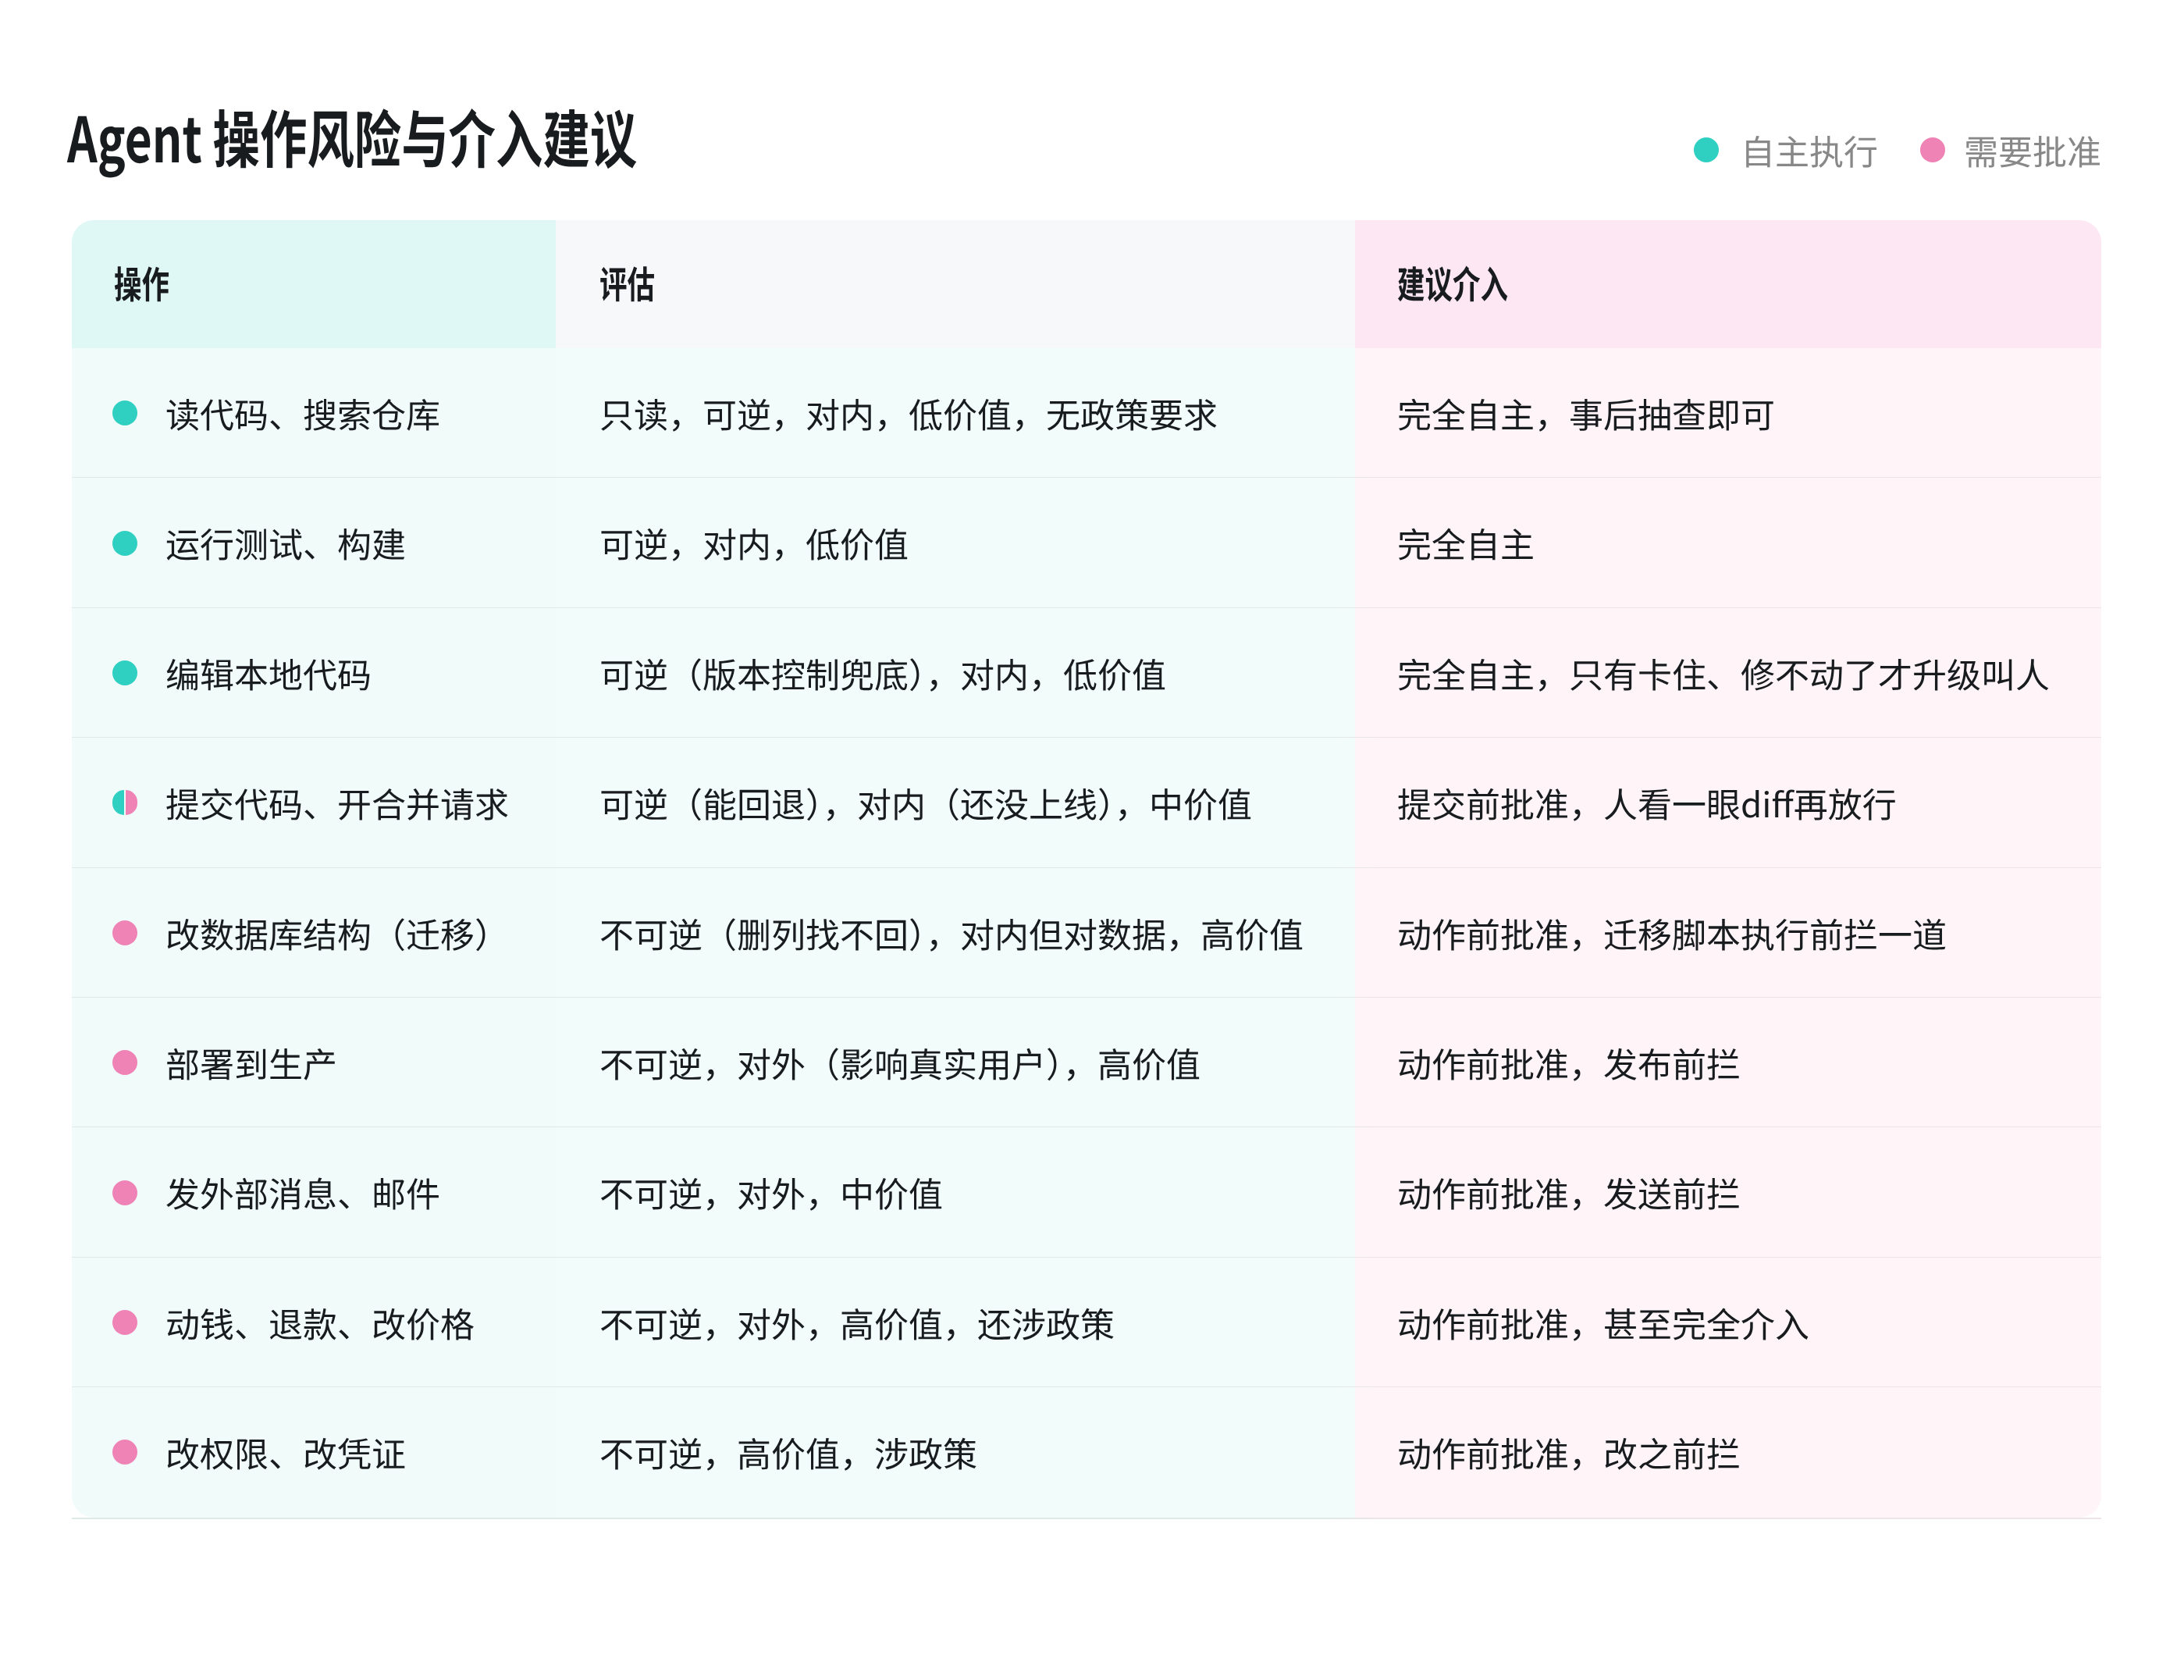 Agent 操作风险与介入建议
自主执行 需要批准
操作 评估 建议介入
读代码、搜索仓库 只读，可逆，对内，低价值，无政策要求 完全自主，事后抽查即可
运行测试、构建 可逆，对内，低价值 完全自主
编辑本地代码 可逆（版本控制兜底），对内，低价值 完全自主，只有卡住、修不动了才升级叫人
提交代码、开合并请求 可逆（能回退），对内（还没上线），中价值 提交前批准，人看一眼diff再放行
改数据库结构（迁移） 不可逆（删列找不回），对内但对数据，高价值 动作前批准，迁移脚本执行前拦一道
部署到生产 不可逆，对外（影响真实用户），高价值 动作前批准，发布前拦
发外部消息、邮件 不可逆，对外，中价值 动作前批准，发送前拦
动钱、退款、改价格 不可逆，对外，高价值，还涉政策 动作前批准，甚至完全介入
改权限、改凭证 不可逆，高价值，涉政策 动作前批准，改之前拦